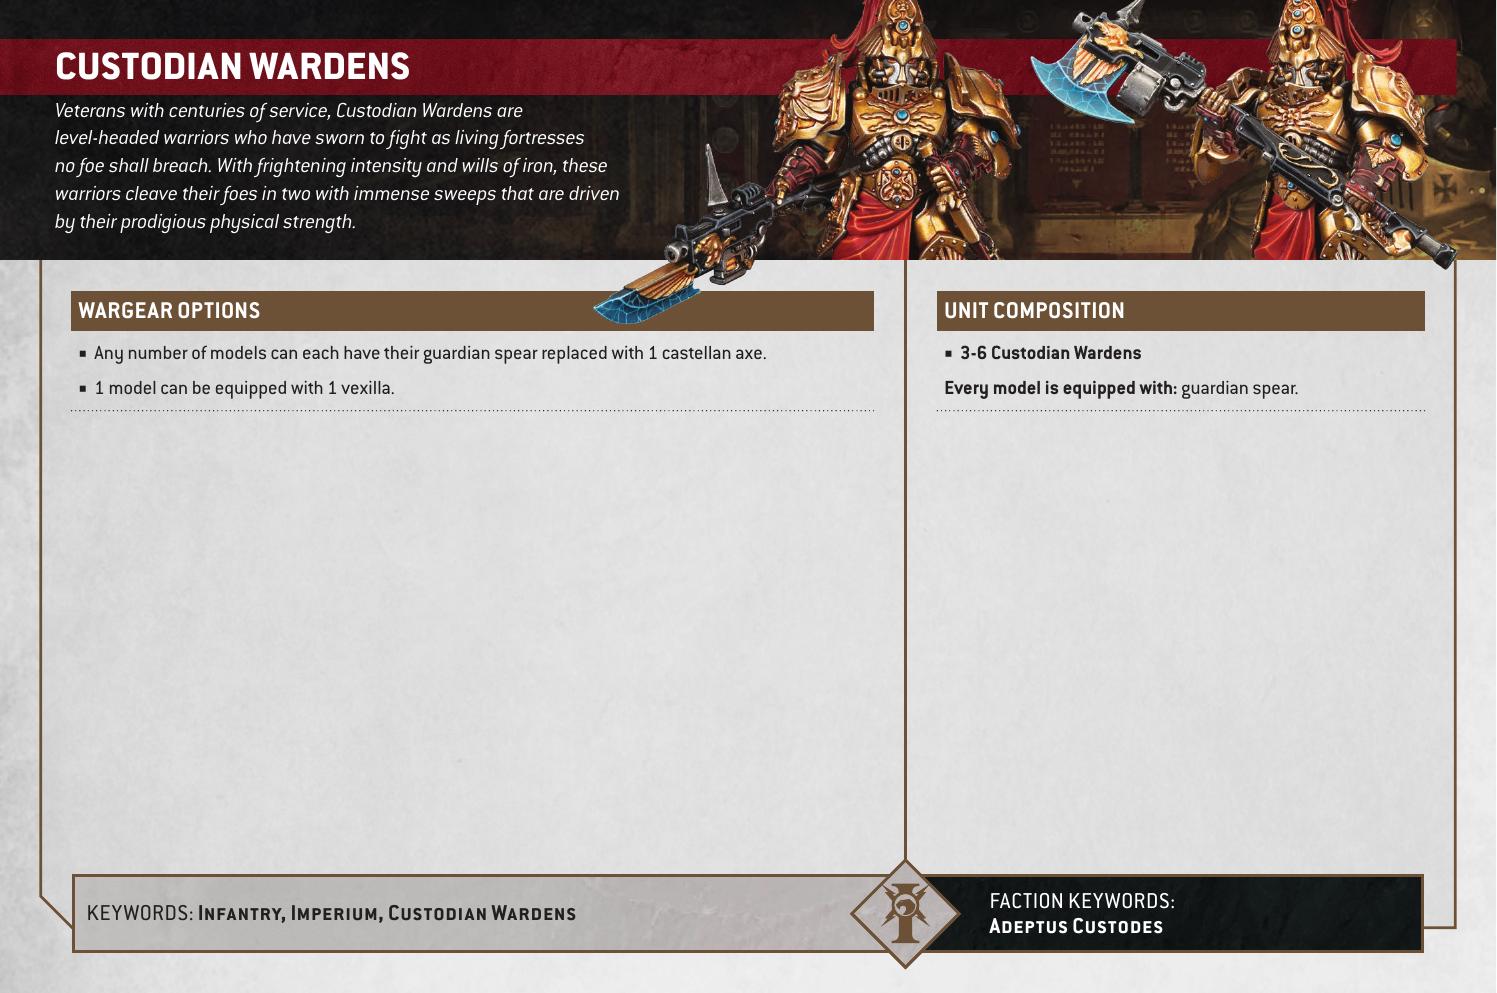 CUSTODIAN WARDENS
Veterans with centuries of service, Custodian Wardens are
level-headed warriors who have sworn to fight as living fortresses
no foe shall breach. With frightening intensity and wills of iron, these
warriors cleave their foes in two with immense sweeps that are driven
by their prodigious physical strength.
WARGEAR OPTIONS
▪ Any number of models can each have their guardian spear replaced with 1 castellan axe.
▪ 1 model can be equipped with 1 vexilla.
UNIT COMPOSITION
▪ 3-6 Custodian Wardens
Every model is equipped with: guardian spear.
KEYWORDS: Infantry, Imperium, Custodian Wardens
FACTION KEYWORDS:
Adeptus Custodes